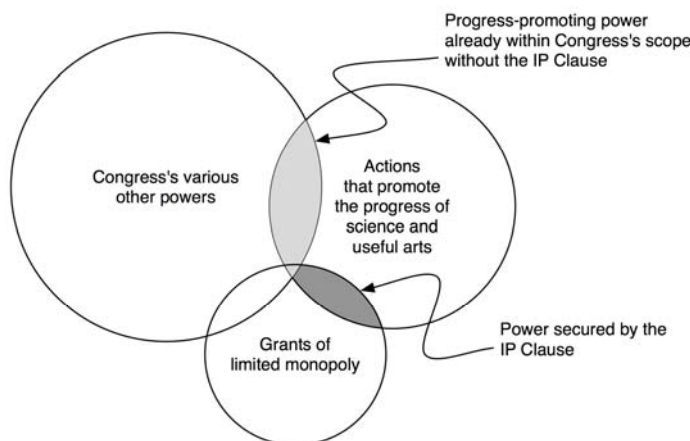 Progress-promoting power
already within Congress's scope
without the IP Clause
Congress's various
other powers
Actions
that promote
the progress of
science and
useful arts
Grants of
limited monopoly
Power secured by the
IP Clause